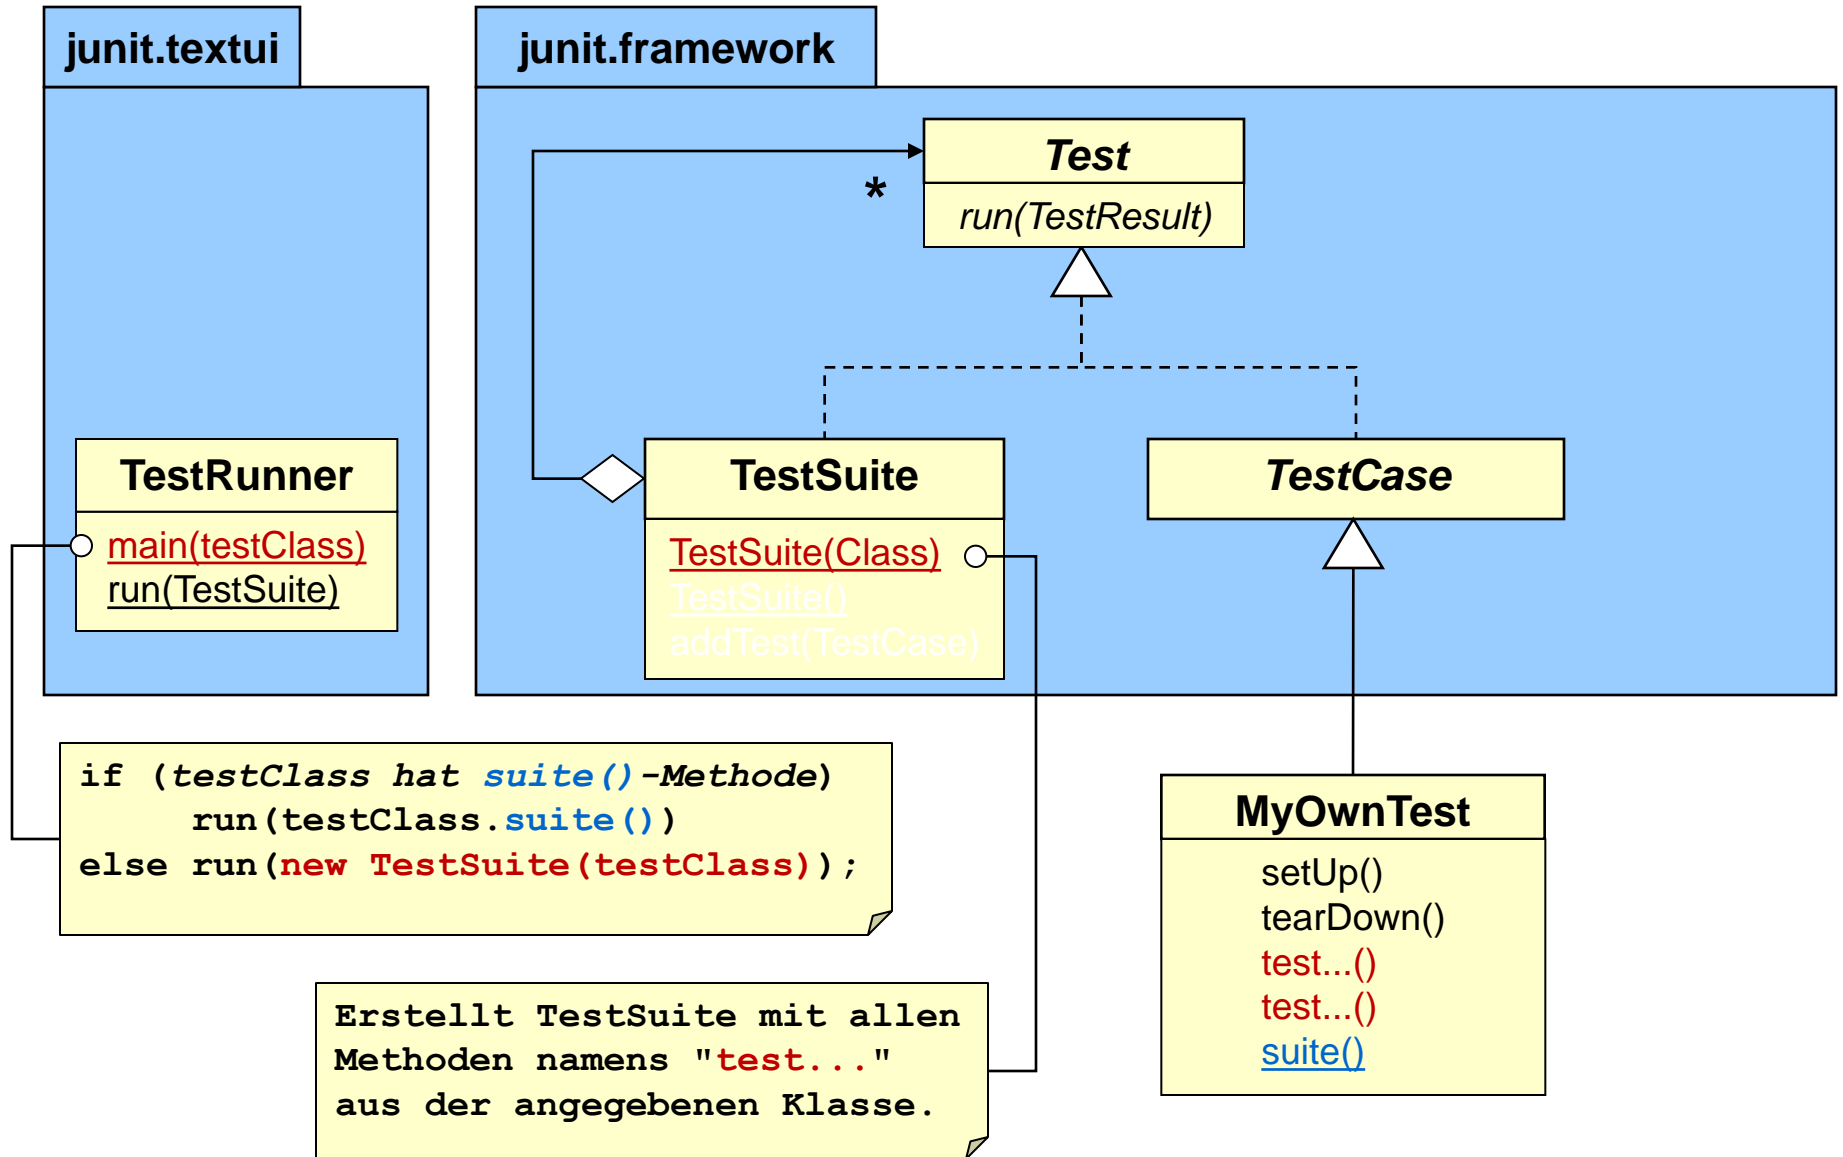 junit.textui
junit.framework
Test
*
run(TestResult)
TestRunner
main(testClass)
run(TestSuite)
TestSuite
TestSuite(Class)
TestSuite()
addTest(TestCase)
TestCase
if (testClass hat suite()-Methode)
run(testClass.suite())
else run(new TestSuite(testClass));
MyOwnTest
setUp()
tearDown()
test...()
test...()
suite()
Erstellt TestSuite mit allen
Methoden namens "test..."
aus der angegebenen Klasse.